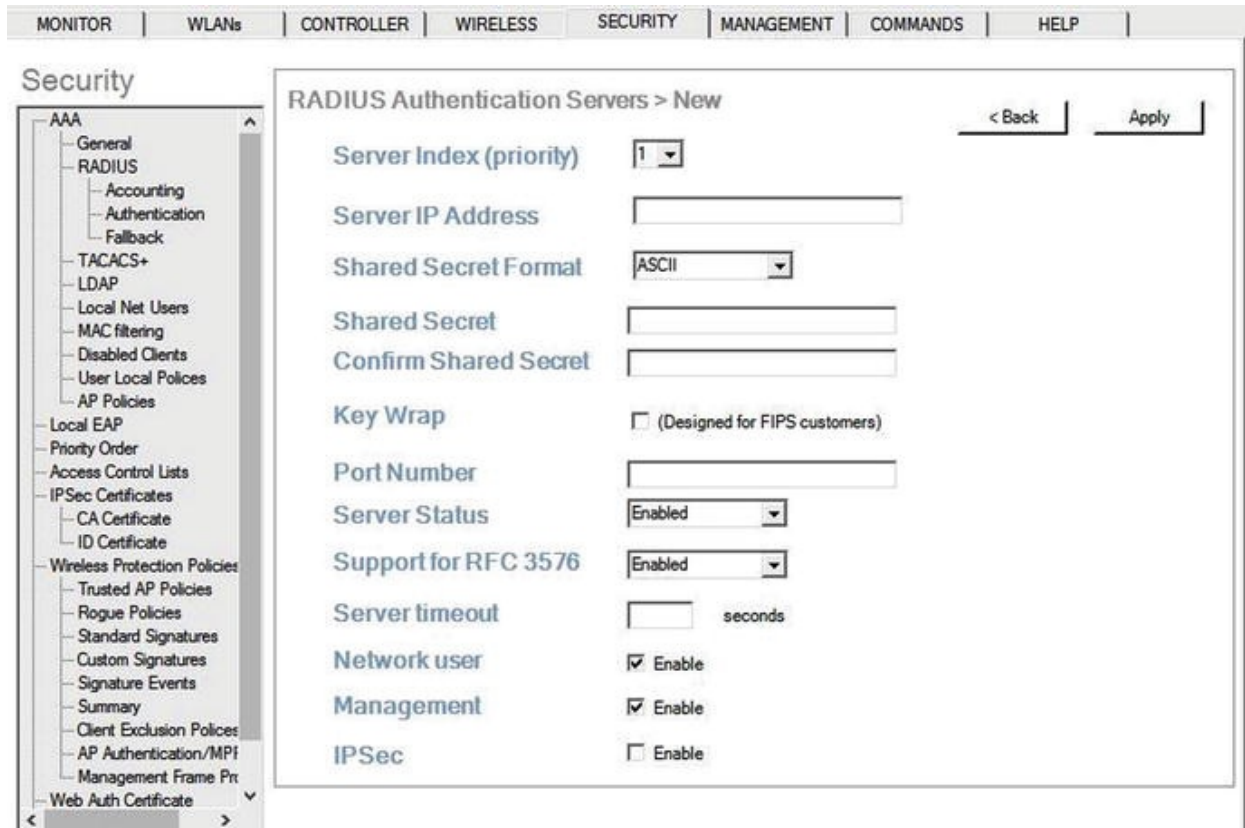 MONITOR WLANs CONTROLLER WIRELESS SECURITY MANAGEMENT COMMANDS HELP
Security
AAA
General
RADIUS
Accounting
Authentication
Fallback
TACACS+
LDAP
Local Net Users
MAC filtering
Disabled Clients
User Local Polices
AP Policies
Local EAP
Priority Order
Access Control Lists
IPSec Certificates
CA Certificate
ID Certificate
Wireless Protection Policies
Trusted AP Policies
Rogue Policies
Standard Signatures
Custom Signatures
Signature Events
Summary
Client Exclusion Polices
AP Authentication/MPF
Management Frame Pro
Web Auth Certificate
RADIUS Authentication Servers > New
< Back Apply
Server Index (priority) 1
Server IP Address
Shared Secret Format ASCII
Shared Secret
Confirm Shared Secret
Key Wrap (Designed for FIPS customers)
Port Number
Server Status Enabled
Support for RFC 3576 Enabled
Server timeout seconds
Network user Enable
Management Enable
IPSec Enable